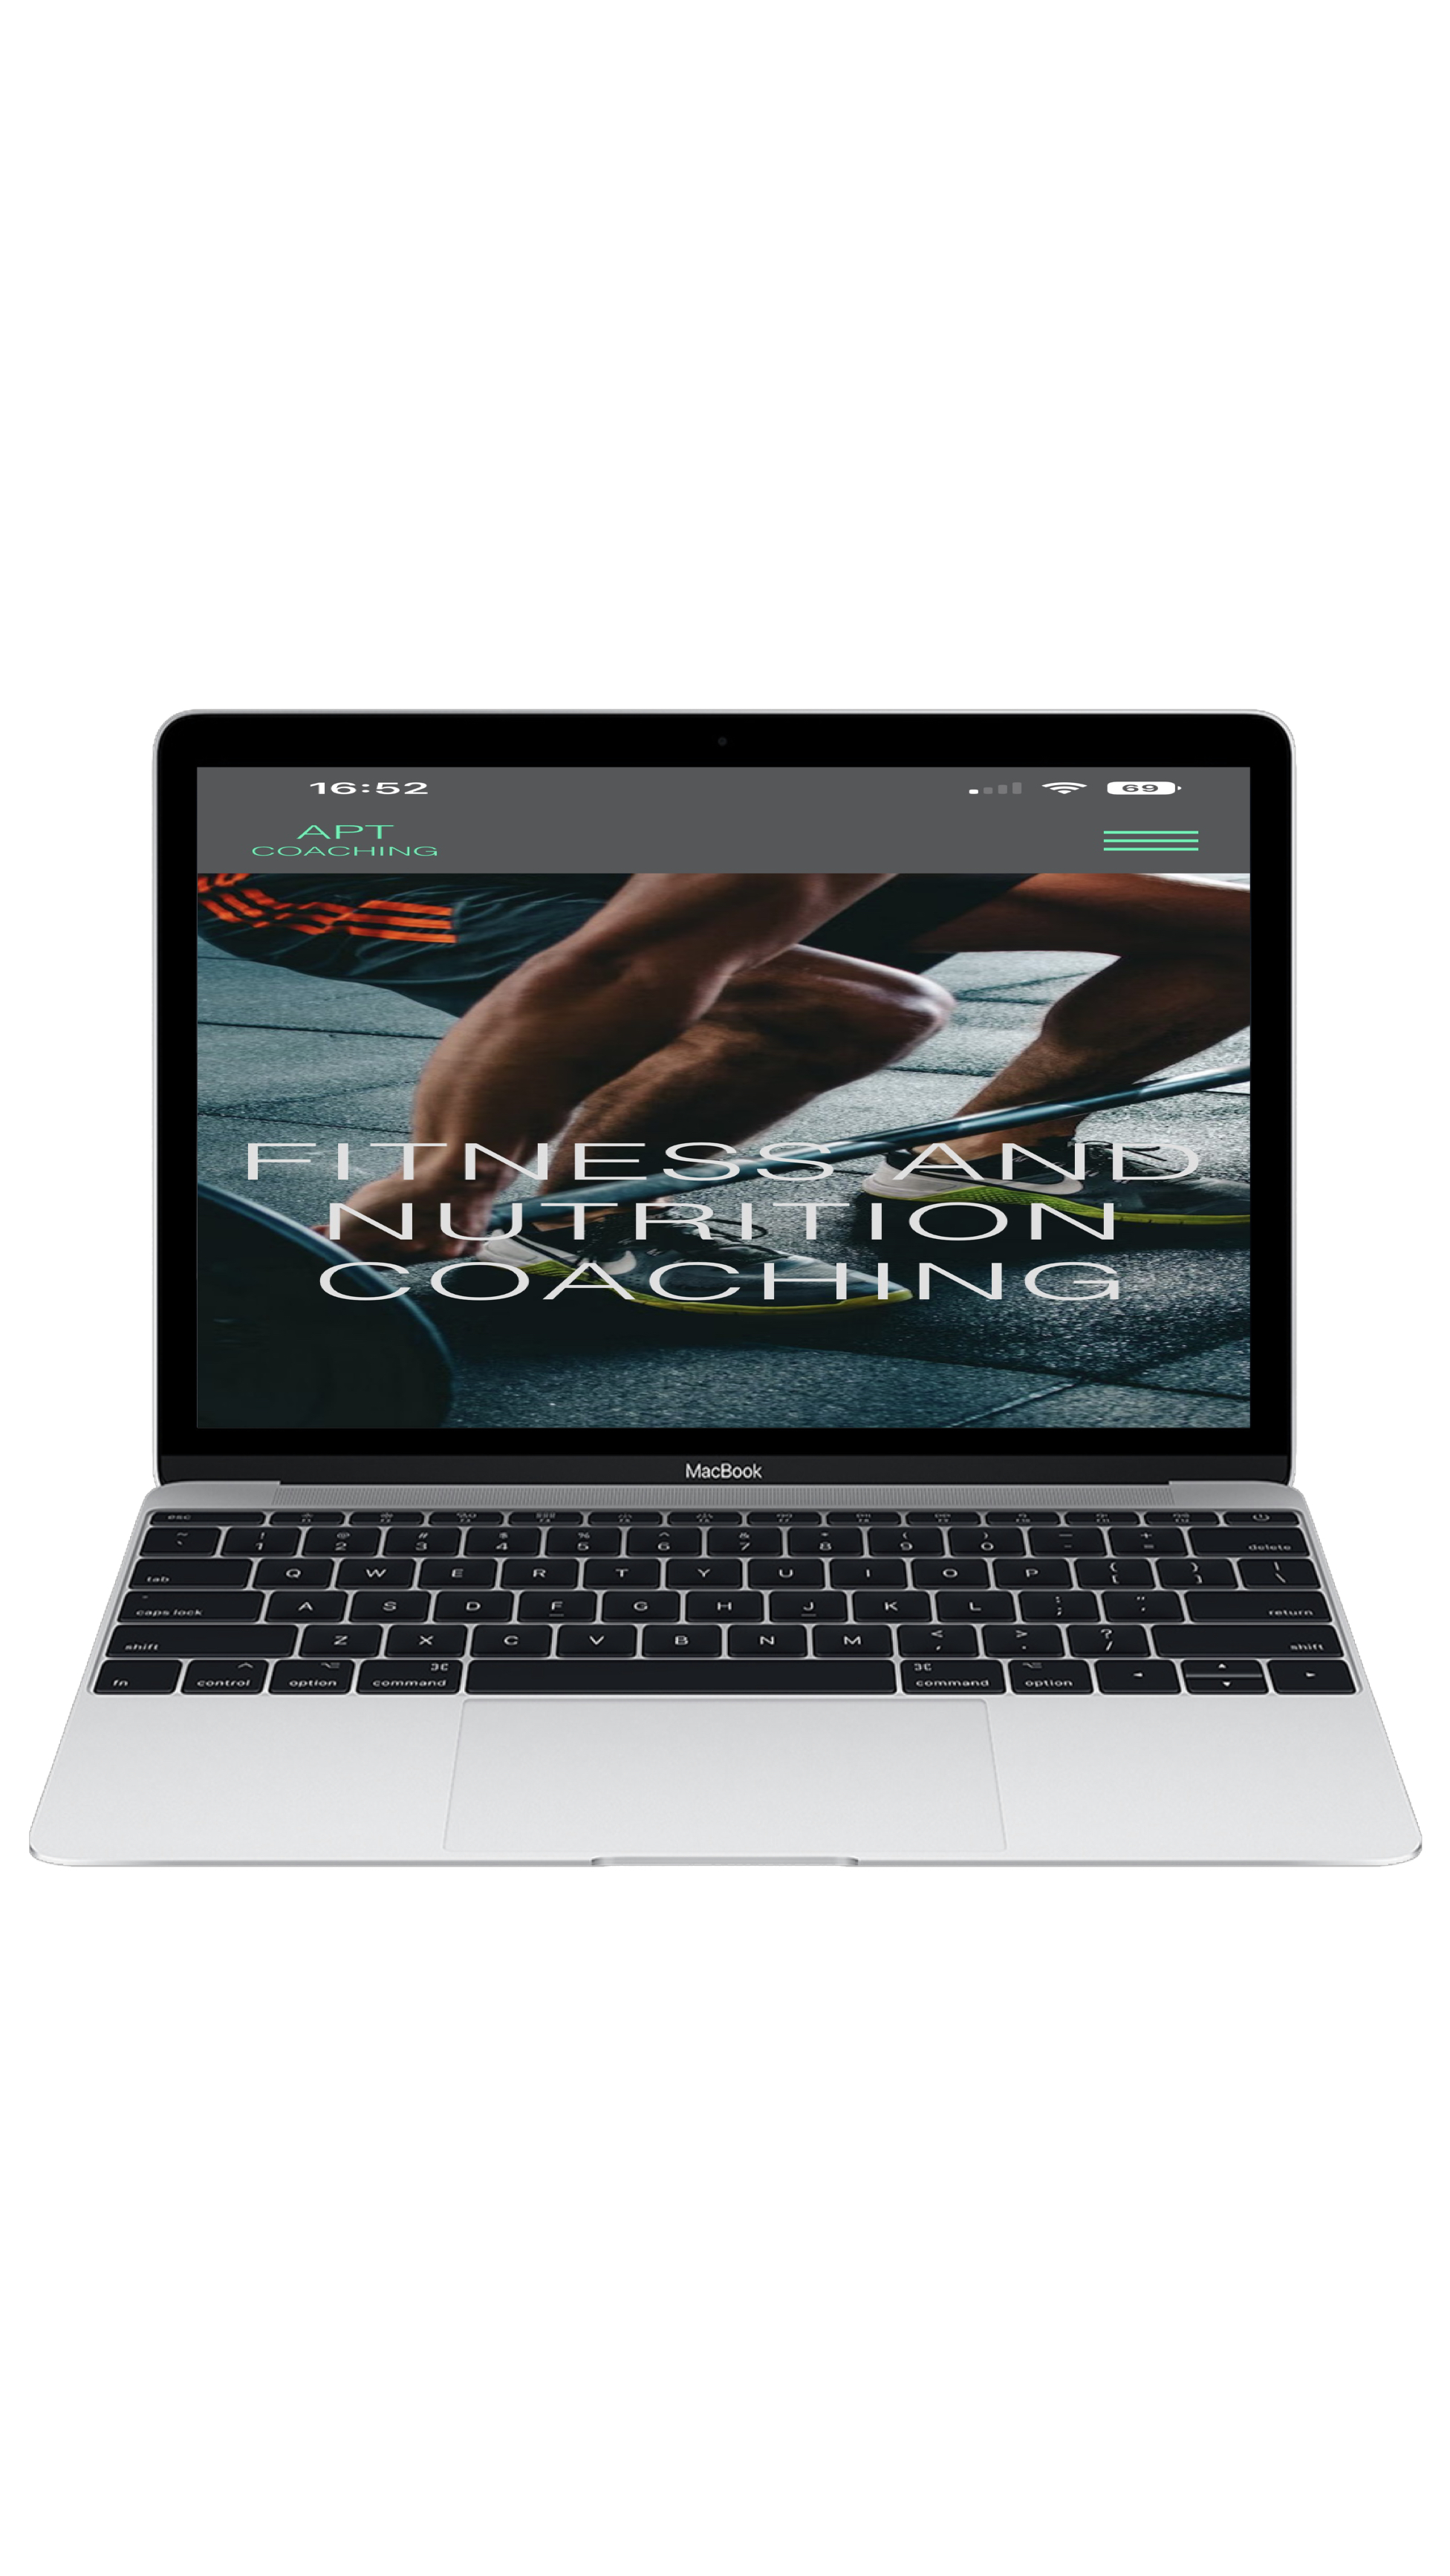 16:52
69
APT
COACHING
FITNESS AND
NUTRITION
COACHING
MacBook
esc
~ ! @ # $ % ^ & * ( ) — +
` 1 2 3 4 5 6 7 8 9 0 - = delete
tab Q W E R T Y U I O P { [ } ] | \
caps lock A S D F G H J K L : ; " ' return
shift Z X C V B N M < , > . ? / shift
fn control option command ⌘ ⌘ command option